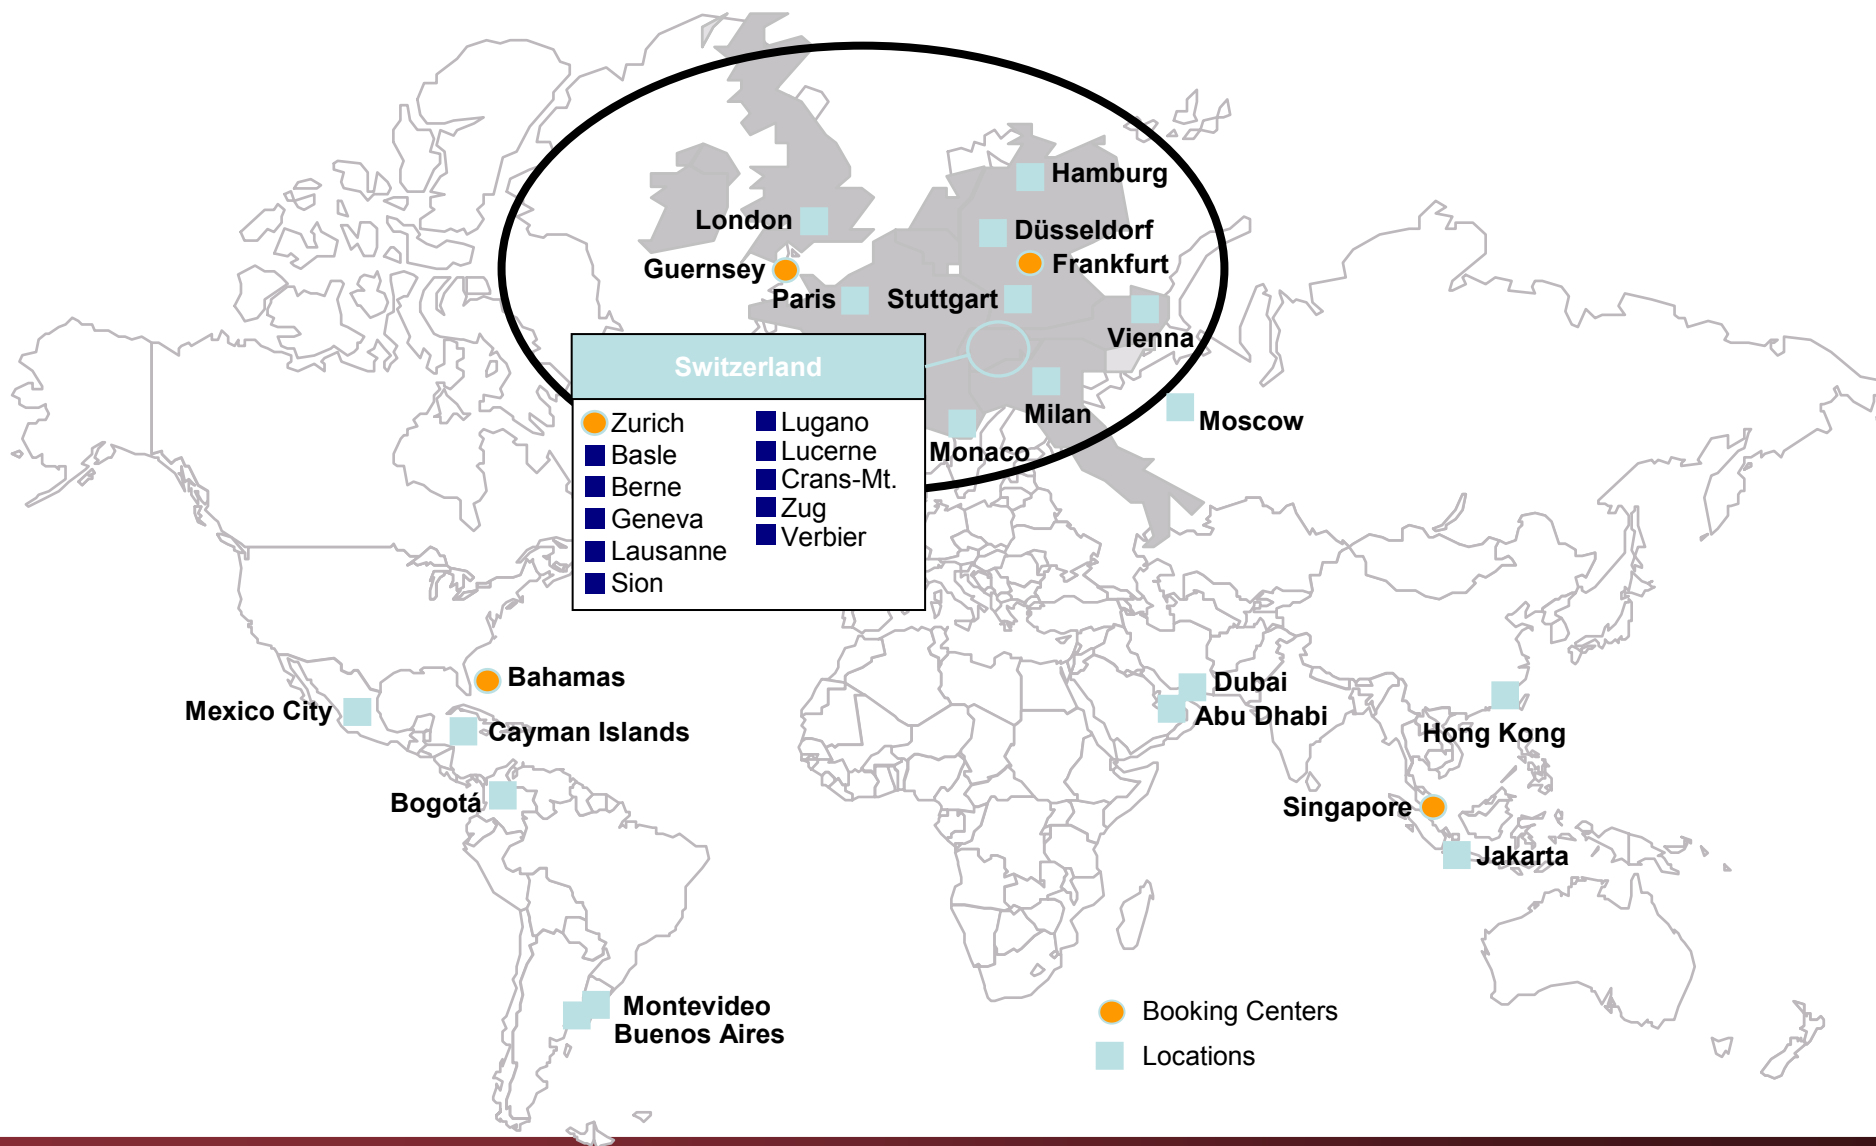 Hamburg
London
Düsseldorf
Guernsey
Frankfurt
Paris
Stuttgart
Vienna
Switzerland
Milan
Moscow
Monaco
Zurich
Basle
Berne
Geneva
Lausanne
Sion
Lugano
Lucerne
Crans-Mt.
Zug
Verbier
Bahamas
Mexico City
Cayman Islands
Dubai
Abu Dhabi
Hong Kong
Bogotá
Singapore
Jakarta
Montevideo
Buenos Aires
Booking Centers
Locations